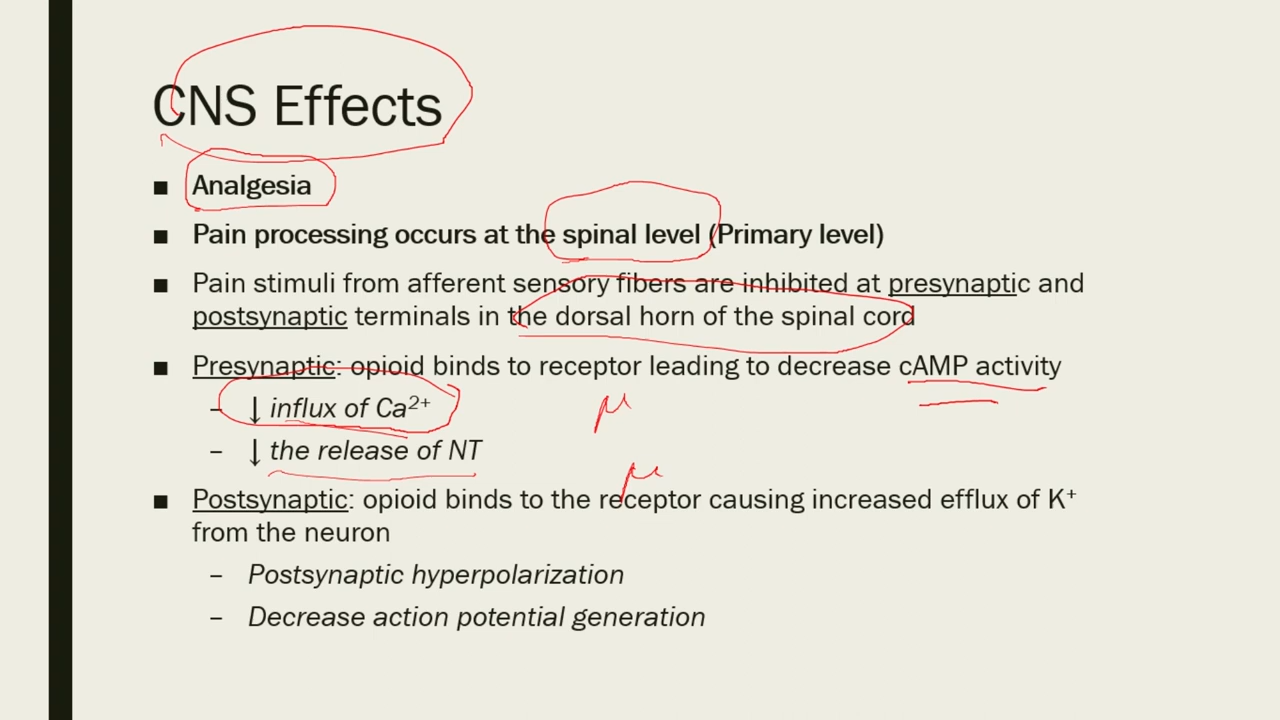 CNS Effects
■ Analgesia
■ Pain processing occurs at the spinal level (Primary level)
■ Pain stimuli from afferent sensory fibers are inhibited at presynaptic and
postsynaptic terminals in the dorsal horn of the spinal cord
■ Presynaptic: opioid binds to receptor leading to decrease cAMP activity
– ↓ influx of Ca²⁺
μ
– ↓ the release of NT
μ
■ Postsynaptic: opioid binds to the receptor causing increased efflux of K⁺
from the neuron
– Postsynaptic hyperpolarization
– Decrease action potential generation